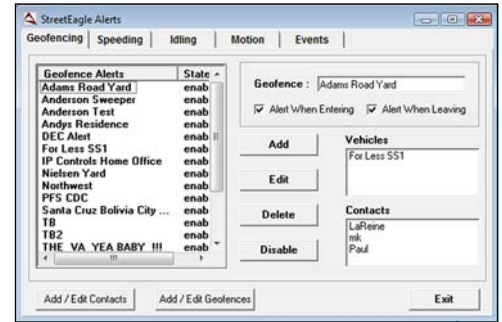 StreetEagle Alerts
Geofencing Speeding Idling Motion Events
Geofence Alerts State
Adams Road Yard enab
Anderson Sweeper enab
Anderson Test enab
Andys Residence enab
DEC Alert enab
For Less SS1 enab
IP Controls Home Office enab
Nielsen Yard enab
Northwest enab
PFS CDC enab
Santa Cruz Bolivia City ... enab
TB enab
TB2 enab
THE VA YEA BABY !!! enab
Geofence : Adams Road Yard
Alert When Entering Alert When Leaving
Add
Edit
Delete
Disable
Vehicles
For Less SS1
Contacts
LaReine
mk
Paul
Add / Edit Contacts Add / Edit Geofences Exit